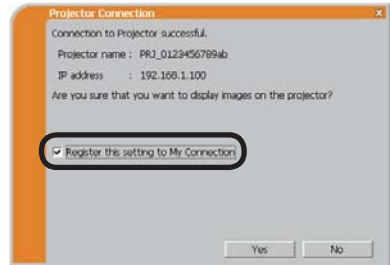 Projector Connection
Connection to Projector successful.
Projector name : PRJ_0123456789ab
IP address : 192.168.1.100
Are you sure that you want to display images on the projector?
Register this setting to My Connection
Yes No